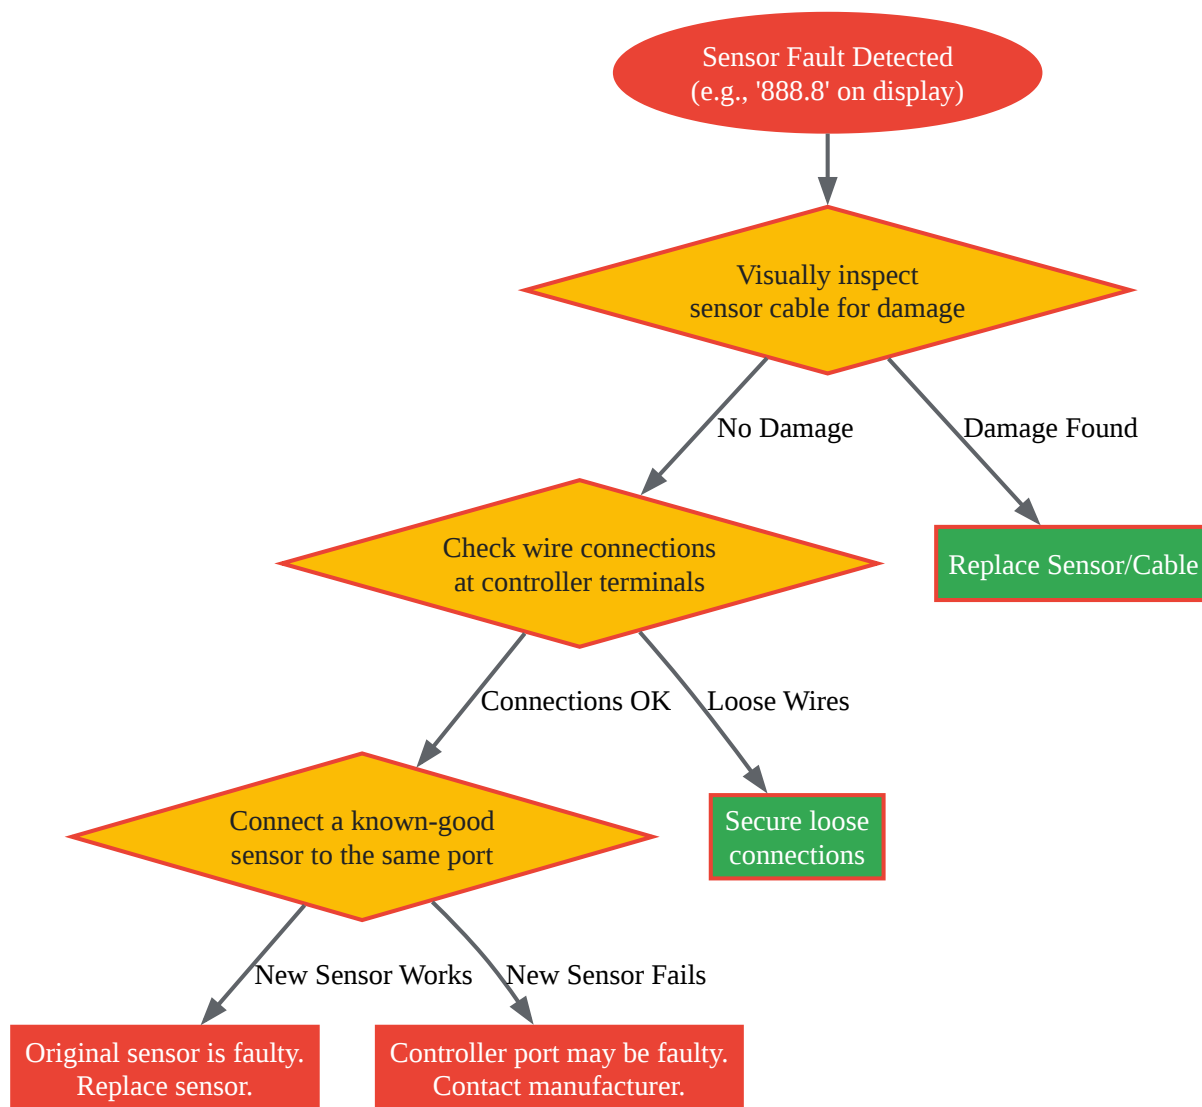 Sensor Fault Detected
(e.g., '888.8' on display)
Visually inspect
sensor cable for damage
No Damage
Damage Found
Check wire connections
at controller terminals
Replace Sensor/Cable
Connections OK
Loose Wires
Connect a known-good
sensor to the same port
Secure loose
connections
New Sensor Works
New Sensor Fails
Original sensor is faulty.
Replace sensor.
Controller port may be faulty.
Contact manufacturer.